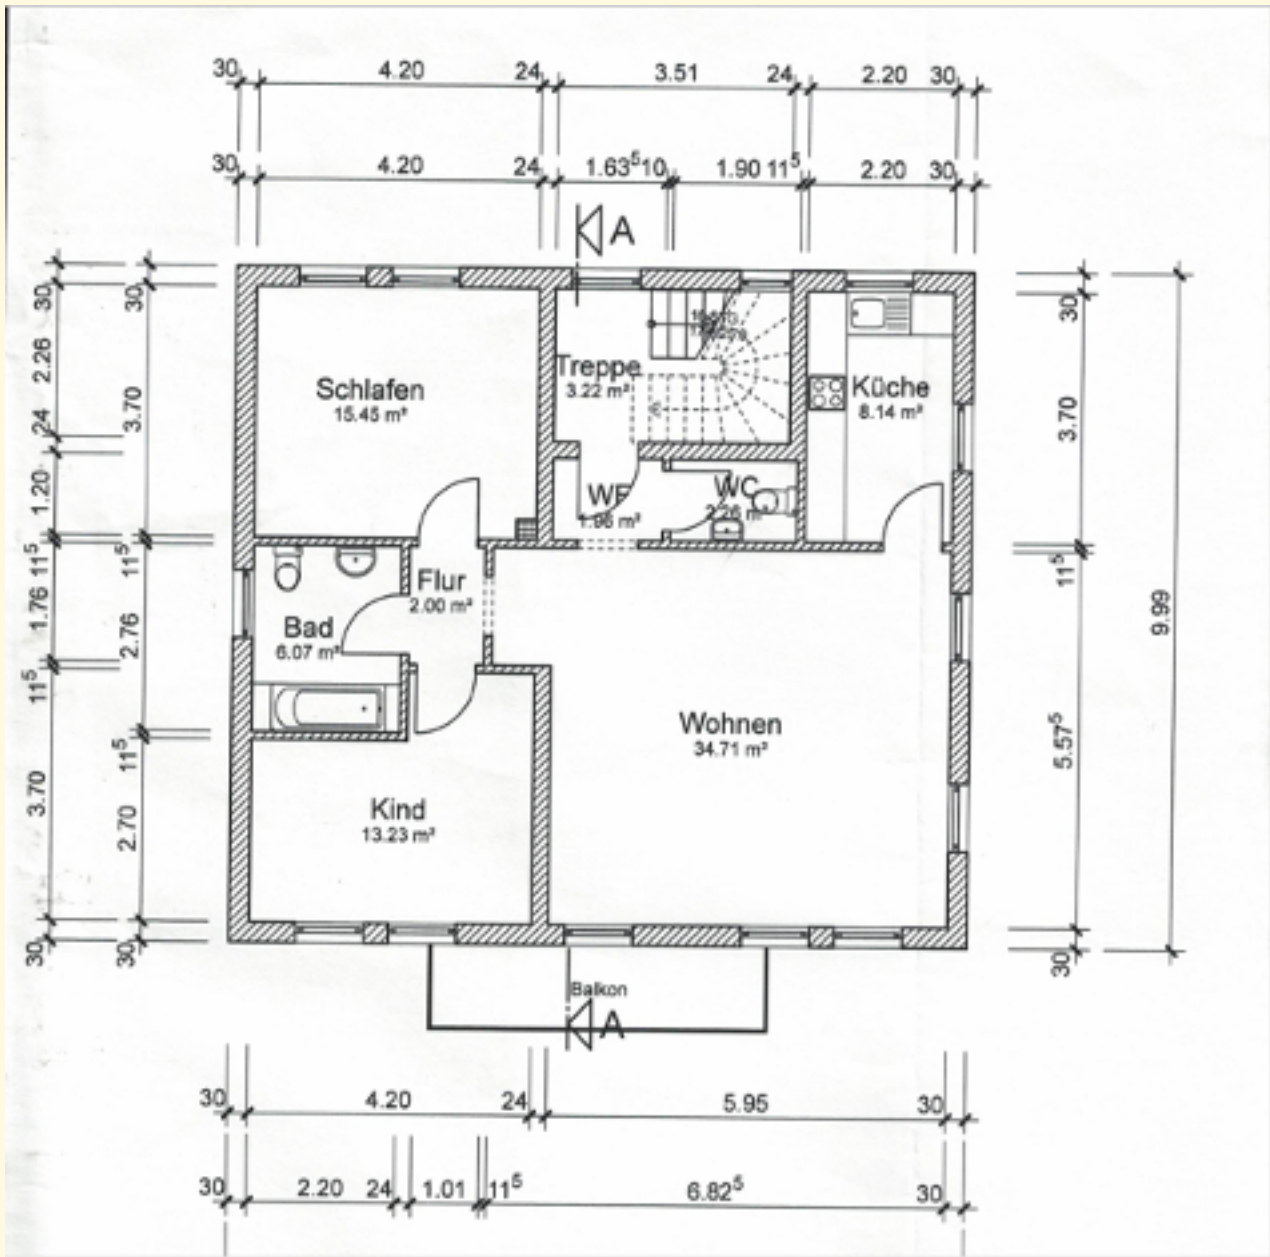 30 4.20 24 3.51 24 2.20 30
30 4.20 24 1.63⁵ 10 1.90 11⁵ 2.20 30
A
30 2.26 24 1.20 11⁵ 1.76 11⁵ 3.70 30
30 3.70 11⁵ 2.76 11⁵ 2.70 30
Schlafen
15.45 m²
Treppe
3.22 m²
Küche
8.14 m²
WF
1.96 m²
WC
2.26 m²
Flur
2.00 m²
Bad
6.07 m²
Wohnen
34.71 m²
Kind
13.23 m²
30 3.70 11⁵ 5.57⁵ 30
9.99
Balkon
A
30 4.20 24 5.95 30
30 2.20 24 1.01 11⁵ 6.82⁵ 30